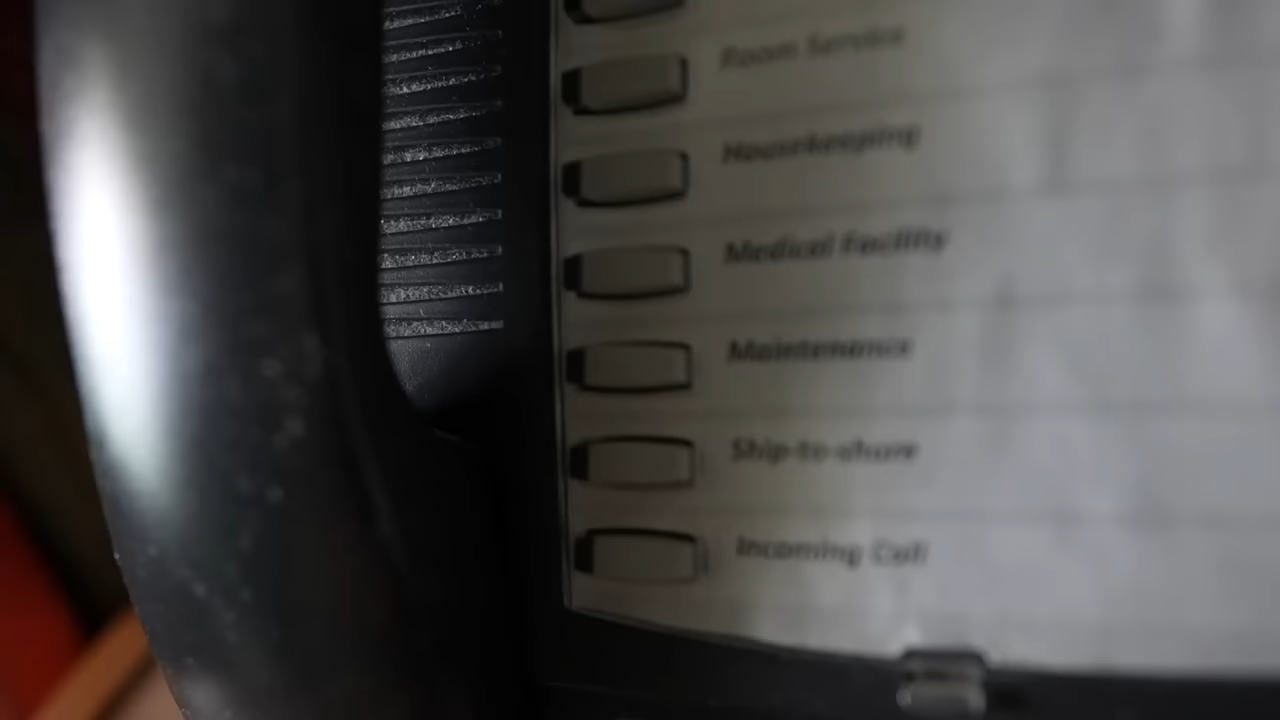 Room Service
Housekeeping
Medical Facility
Maintenance
Ship-to-shore
Incoming Call